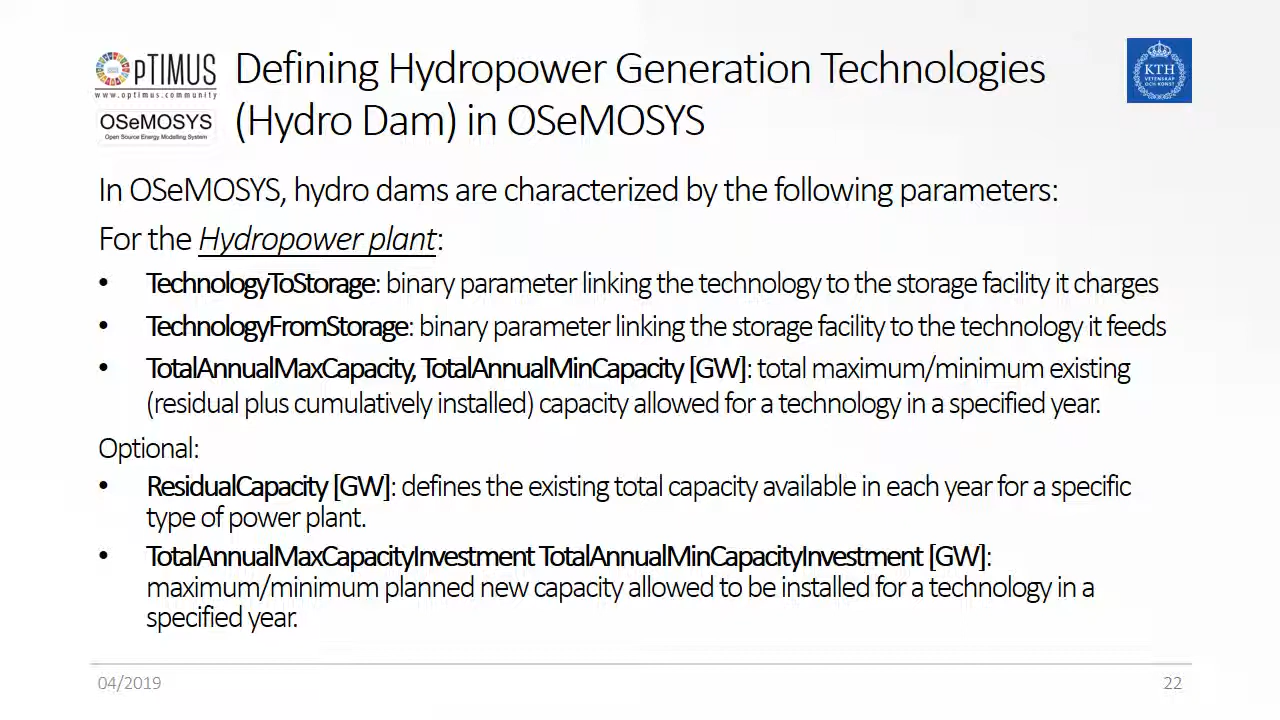 OPTIMUS
www.optimus.community
OSeMOSYS
Open Source Energy Modelling System
Defining Hydropower Generation Technologies
(Hydro Dam) in OSeMOSYS
KTH
VETENSKAP
OCH KONST
In OSeMOSYS, hydro dams are characterized by the following parameters:
For the Hydropower plant:
• TechnologyToStorage: binary parameter linking the technology to the storage facility it charges
• TechnologyFromStorage: binary parameter linking the storage facility to the technology it feeds
• TotalAnnualMaxCapacity, TotalAnnualMinCapacity [GW]: total maximum/minimum existing
(residual plus cumulatively installed) capacity allowed for a technology in a specified year.
Optional:
• ResidualCapacity [GW]: defines the existing total capacity available in each year for a specific
type of power plant.
• TotalAnnualMaxCapacityInvestment TotalAnnualMinCapacityInvestment [GW]:
maximum/minimum planned new capacity allowed to be installed for a technology in a
specified year.
04/2019
22